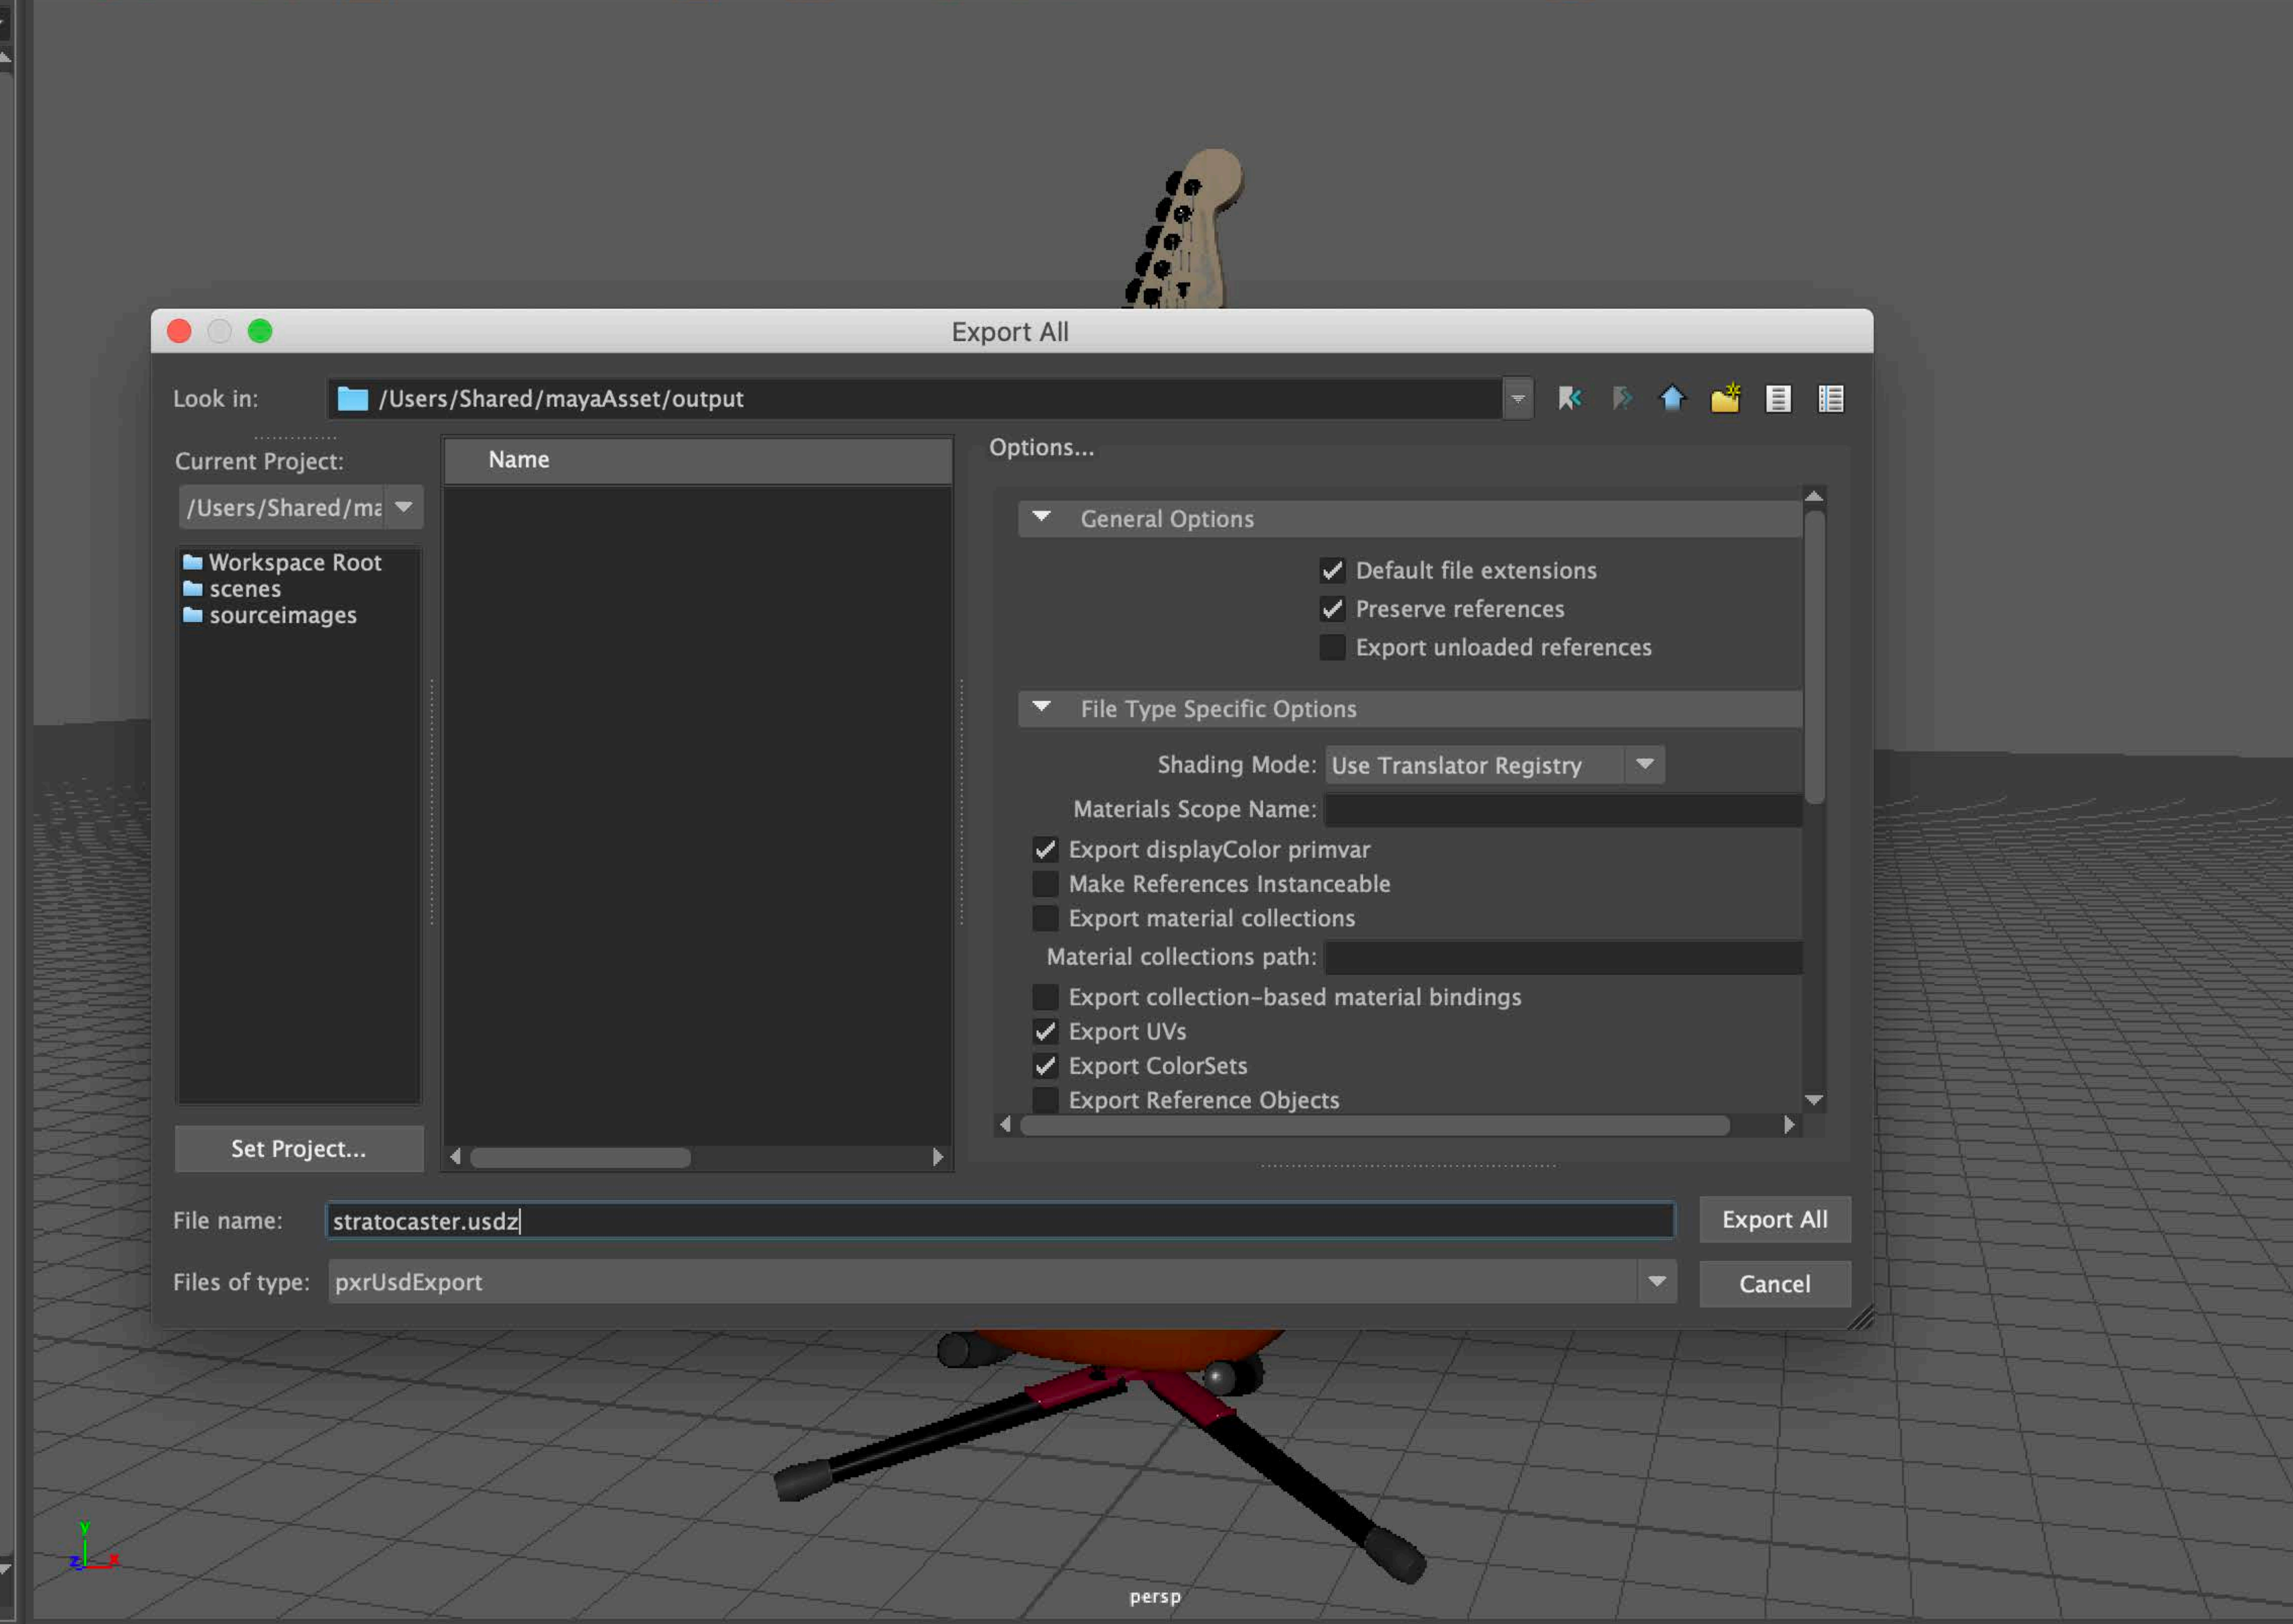 Export All
Look in: /Users/Shared/mayaAsset/output
Current Project:
/Users/Shared/ma
Workspace Root
scenes
sourceimages
Set Project...
Name
Options...
General Options
Default file extensions
Preserve references
Export unloaded references
File Type Specific Options
Shading Mode: Use Translator Registry
Materials Scope Name:
Export displayColor primvar
Make References Instanceable
Export material collections
Material collections path:
Export collection-based material bindings
Export UVs
Export ColorSets
Export Reference Objects
File name: stratocaster.usdz
Export All
Files of type: pxrUsdExport
Cancel
y
z x
persp